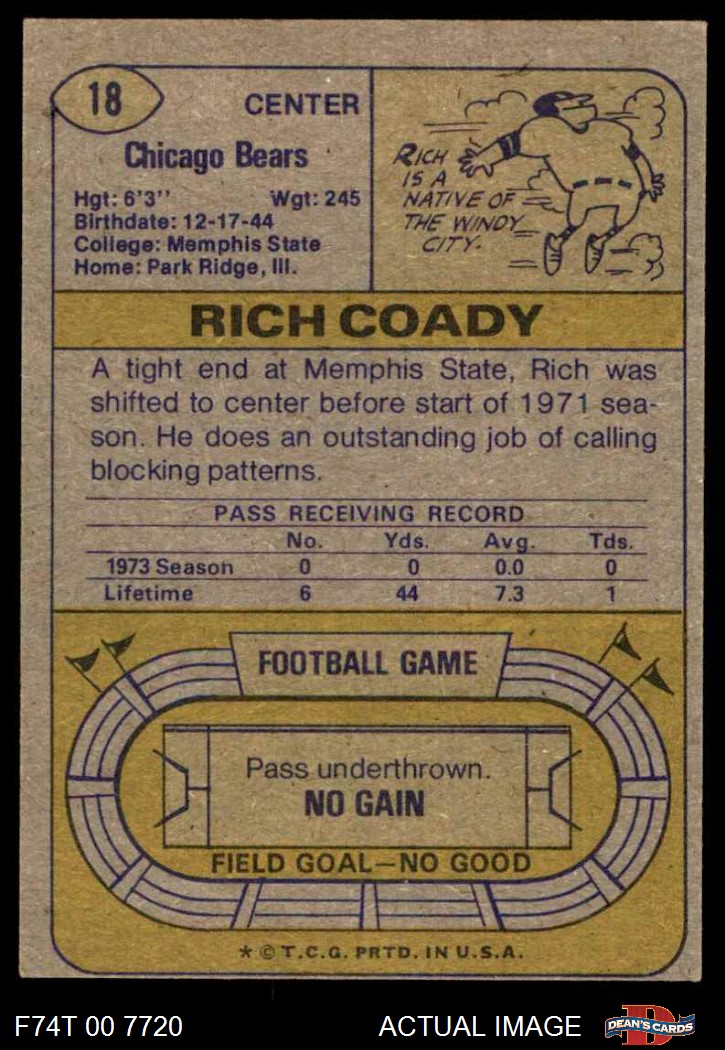 18
CENTER
Chicago Bears
Hgt: 6'3'' Wgt: 245
Birthdate: 12-17-44
College: Memphis State
Home: Park Ridge, Ill.
RICH
IS A
NATIVE OF
THE WINDY
CITY.
RICH COADY
A tight end at Memphis State, Rich was
shifted to center before start of 1971 sea-
son. He does an outstanding job of calling
blocking patterns.
PASS RECEIVING RECORD
No. Yds. Avg. Tds.
1973 Season 0 0 0.0 0
Lifetime 6 44 7.3 1
FOOTBALL GAME
Pass underthrown.
NO GAIN
FIELD GOAL—NO GOOD
* © T.C.G. PRTD. IN U.S.A.
F74T 00 7720 ACTUAL IMAGE
D
DEAN'S CARDS